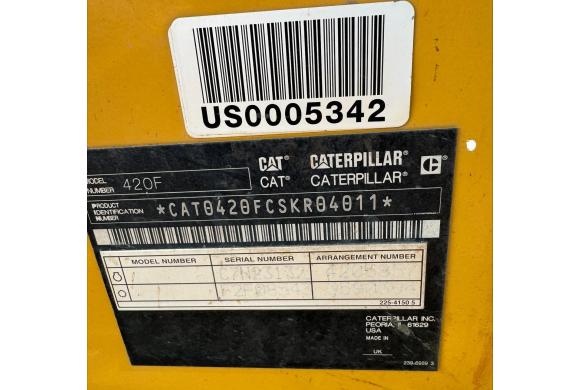 US0005342
MODEL NUMBER 420F
CAT® CATERPILLAR®
CAT® CATERPILLAR®
PRODUCT IDENTIFICATION NUMBER *CAT0420FCSKR04011*
MODEL NUMBER SERIAL NUMBER ARRANGEMENT NUMBER
225-4150 5
CATERPILLAR INC.
PEORIA, IL 61629
USA
MADE IN
UK